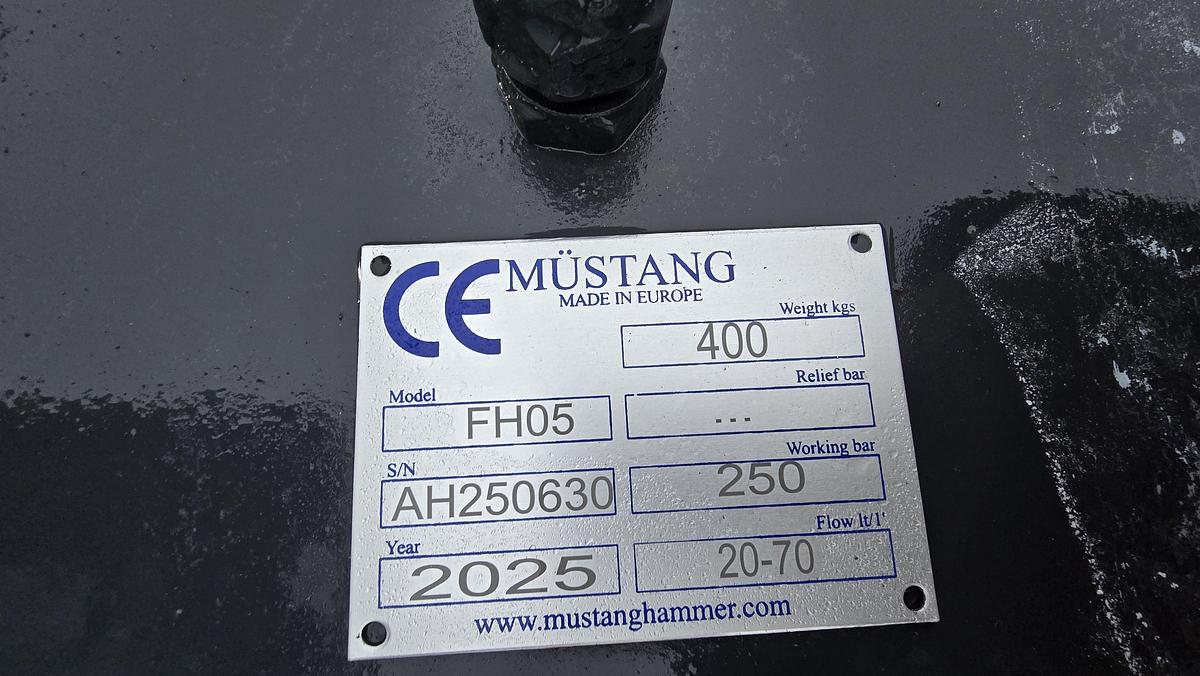 CE MÜSTANG
MADE IN EUROPE
Weight kgs
400
Model
FH05
Relief bar
---
S/N
AH250630
Working bar
250
Year
2025
Flow lt/1'
20-70
www.mustanghammer.com